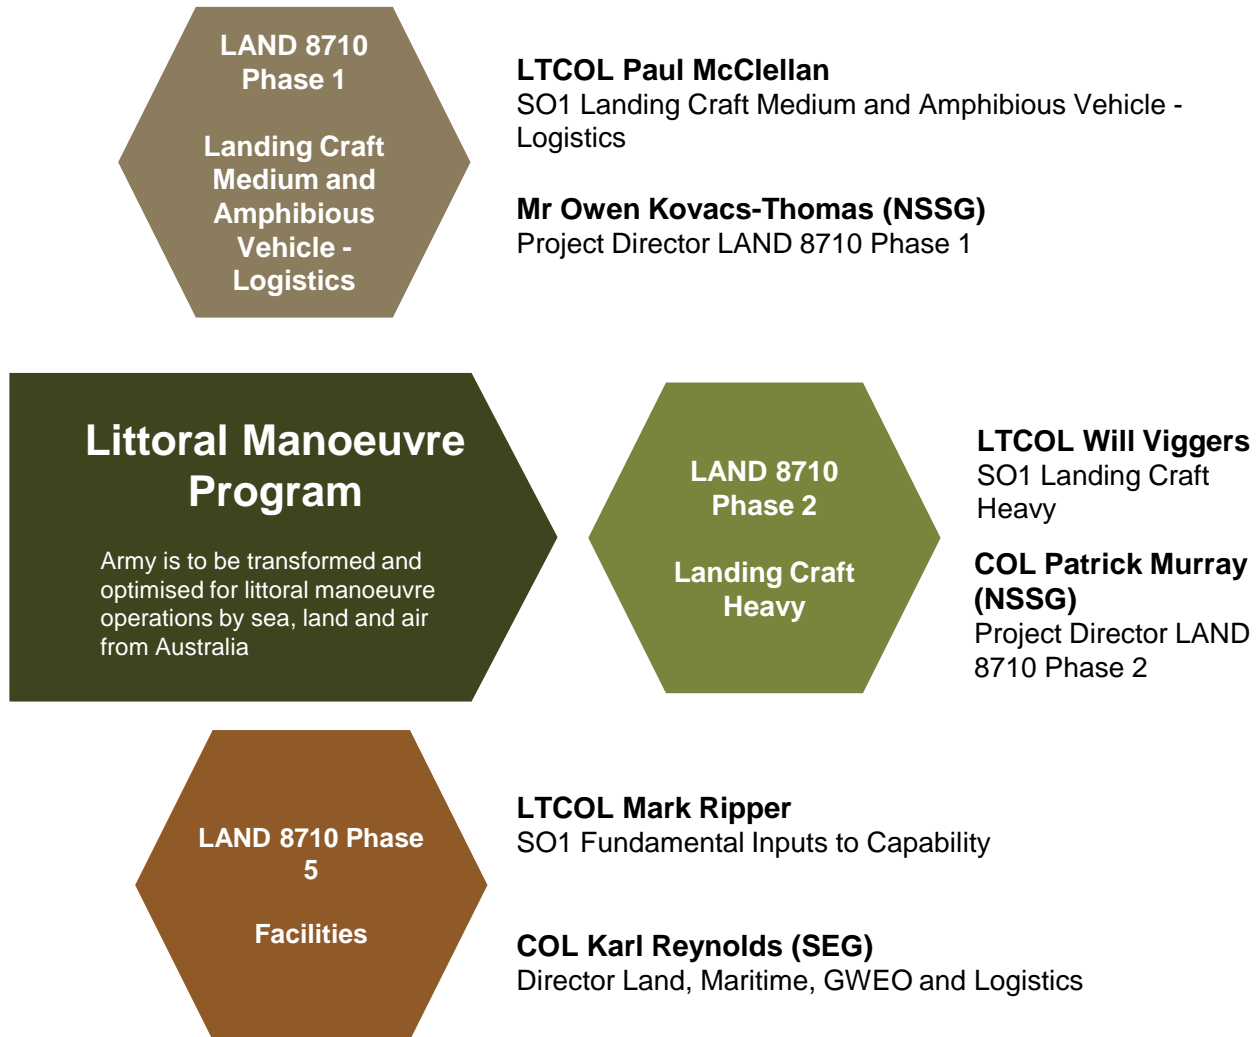 LAND 8710
Phase 1
Landing Craft
Medium and
Amphibious
Vehicle -
Logistics
LTCOL Paul McClellan
SO1 Landing Craft Medium and Amphibious Vehicle -
Logistics
Mr Owen Kovacs-Thomas (NSSG)
Project Director LAND 8710 Phase 1
Littoral Manoeuvre
Program
Army is to be transformed and
optimised for littoral manoeuvre
operations by sea, land and air
from Australia
LAND 8710
Phase 2
Landing Craft
Heavy
LTCOL Will Viggers
SO1 Landing Craft
Heavy
COL Patrick Murray
(NSSG)
Project Director LAND
8710 Phase 2
LAND 8710 Phase
5
Facilities
LTCOL Mark Ripper
SO1 Fundamental Inputs to Capability
COL Karl Reynolds (SEG)
Director Land, Maritime, GWEO and Logistics